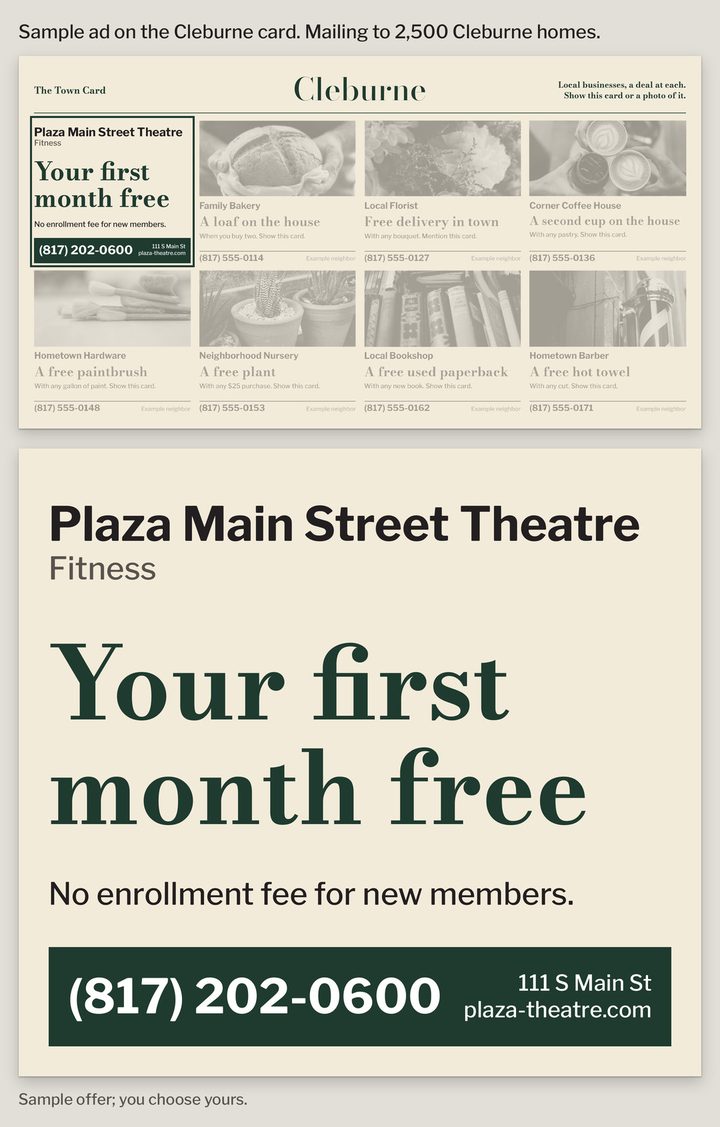 Sample ad on the Cleburne card. Mailing to 2,500 Cleburne homes.
The Town Card
Cleburne
Local businesses, a deal at each.
Show this card or a photo of it.
Plaza Main Street Theatre
Fitness
Your first
month free
No enrollment fee for new members.
(817) 202-0600
111 S Main St
plaza-theatre.com
Family Bakery
A loaf on the house
When you buy two. Show this card.
(817) 555-0114
Example neighbor
Local Florist
Free delivery in town
With any bouquet. Mention this card.
(817) 555-0127
Example neighbor
Corner Coffee House
A second cup on the house
With any pastry. Show this card.
(817) 555-0136
Example neighbor
Hometown Hardware
A free paintbrush
With any gallon of paint. Show this card.
(817) 555-0148
Example neighbor
Neighborhood Nursery
A free plant
With any $25 purchase. Show this card.
(817) 555-0153
Example neighbor
Local Bookshop
A free used paperback
With any new book. Show this card.
(817) 555-0162
Example neighbor
Hometown Barber
A free hot towel
With any cut. Show this card.
(817) 555-0171
Example neighbor
Plaza Main Street Theatre
Fitness
Your first
month free
No enrollment fee for new members.
(817) 202-0600
111 S Main St
plaza-theatre.com
Sample offer; you choose yours.